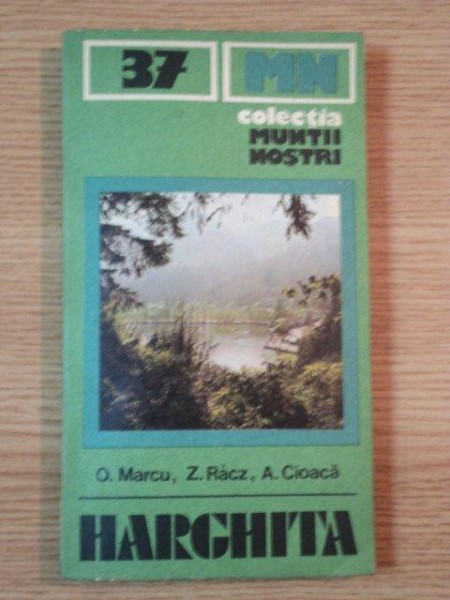 37 MN
colecția
MUNȚII
NOȘTRI
O. Marcu, Z. Rácz, A. Cioacă
HARGHITA